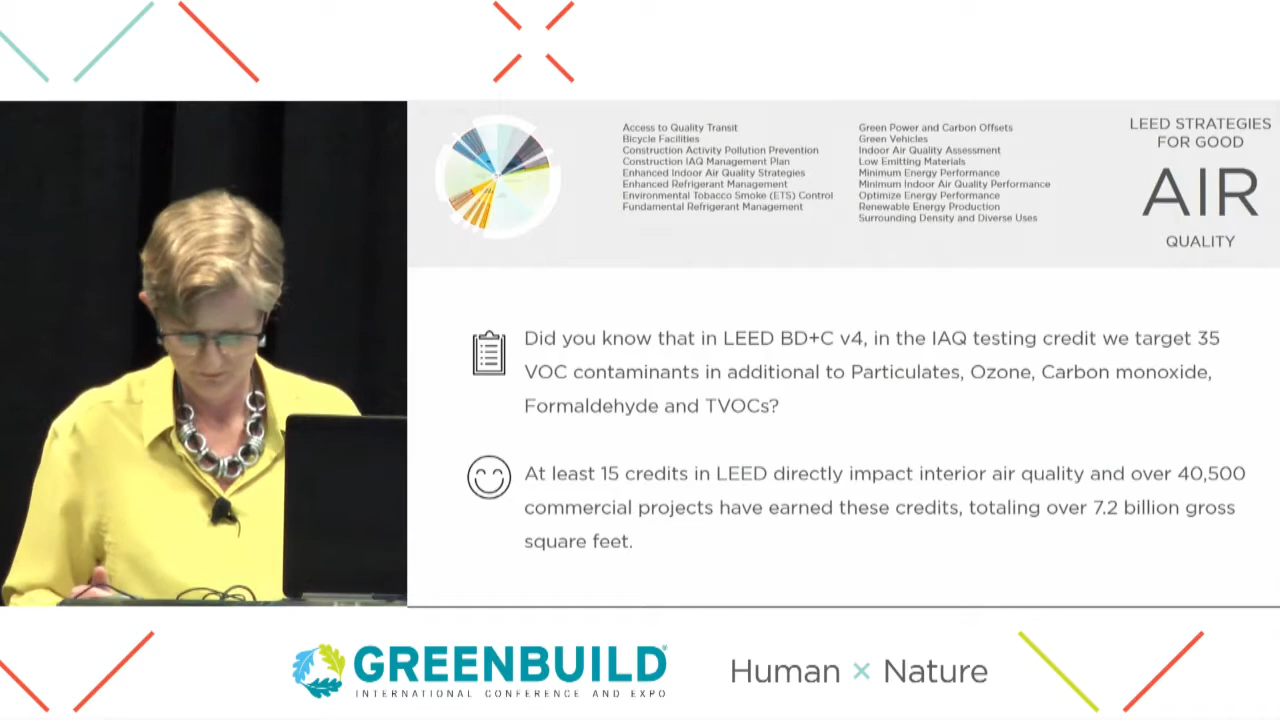 Access to Quality Transit
Bicycle Facilities
Construction Activity Pollution Prevention
Construction IAQ Management Plan
Enhanced Indoor Air Quality Strategies
Enhanced Refrigerant Management
Environmental Tobacco Smoke (ETS) Control
Fundamental Refrigerant Management
Green Power and Carbon Offsets
Green Vehicles
Indoor Air Quality Assessment
Low Emitting Materials
Minimum Energy Performance
Minimum Indoor Air Quality Performance
Optimize Energy Performance
Renewable Energy Production
Surrounding Density and Diverse Uses
LEED STRATEGIES
FOR GOOD
AIR
QUALITY
Did you know that in LEED BD+C v4, in the IAQ testing credit we target 35
VOC contaminants in additional to Particulates, Ozone, Carbon monoxide,
Formaldehyde and TVOCs?
At least 15 credits in LEED directly impact interior air quality and over 40,500
commercial projects have earned these credits, totaling over 7.2 billion gross
square feet.
GREENBUILD®
INTERNATIONAL CONFERENCE AND EXPO
Human × Nature